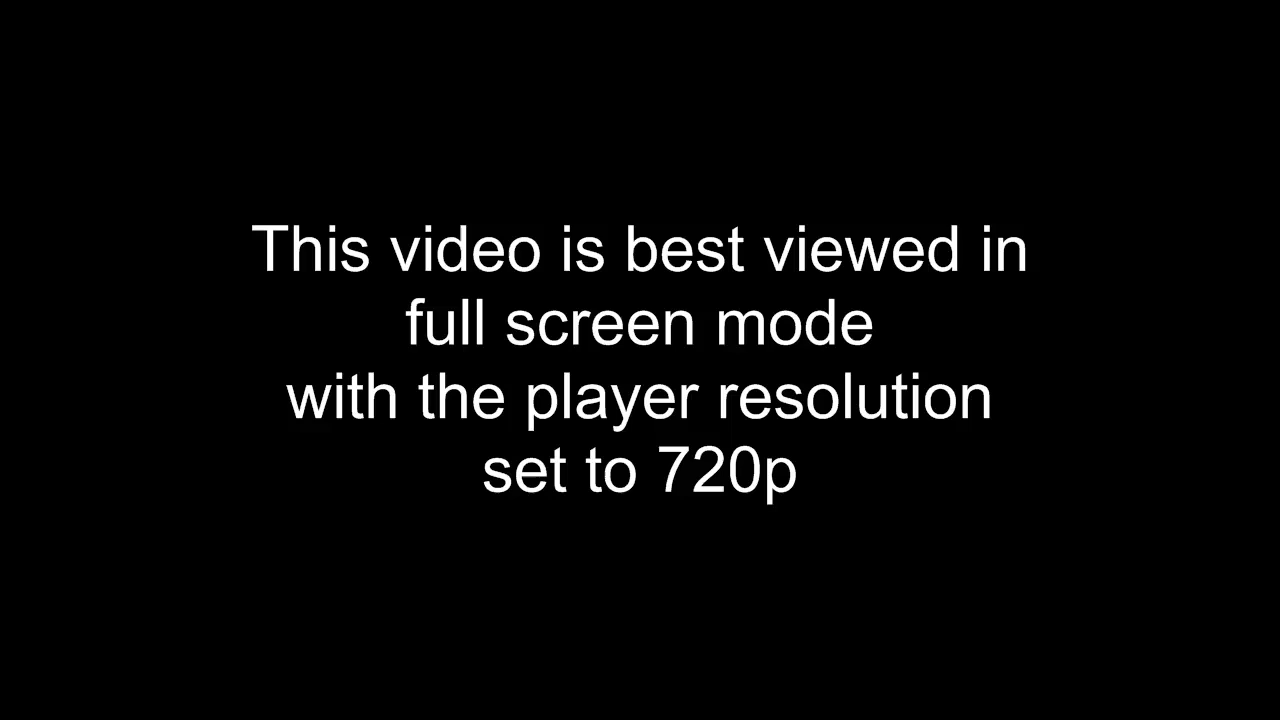 This video is best viewed in
full screen mode
with the player resolution
set to 720p